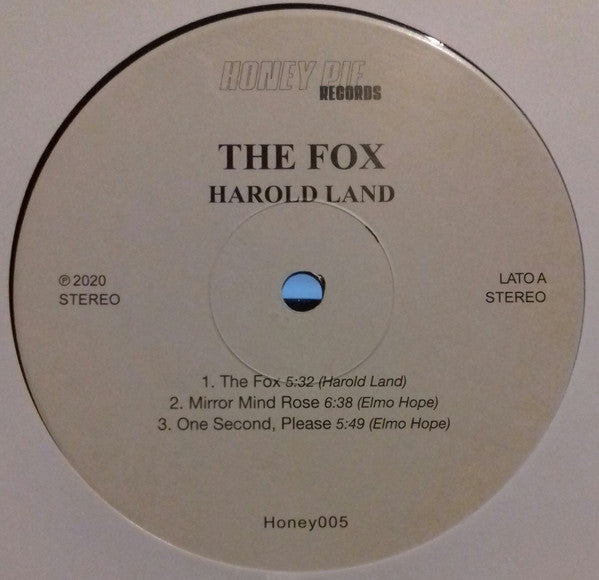 HONEY PIE
RECORDS
THE FOX
HAROLD LAND
℗ 2020
STEREO
LATO A
STEREO
1. The Fox 5:32 (Harold Land)
2. Mirror Mind Rose 6:38 (Elmo Hope)
3. One Second, Please 5:49 (Elmo Hope)
Honey005